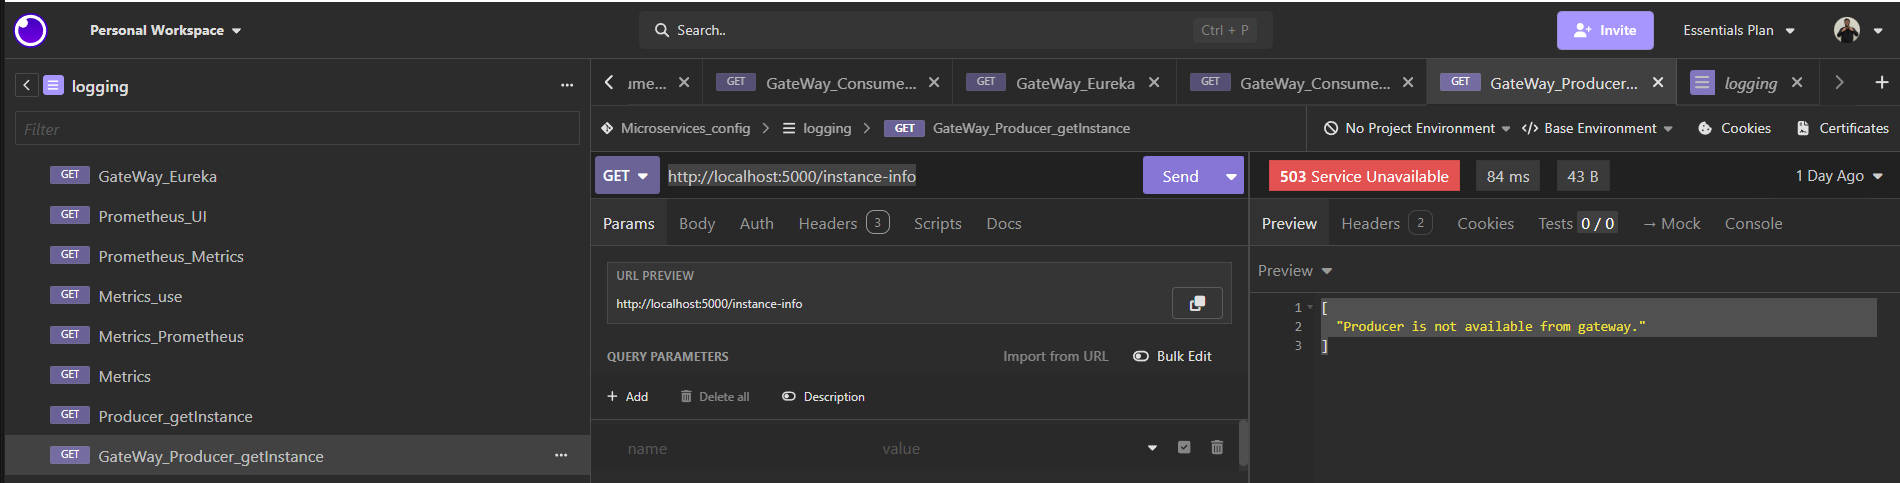 Personal Workspace
Search..
Ctrl + P
Invite
Essentials Plan
logging
Filter
GET GateWay_Eureka
GET Prometheus_UI
GET Prometheus_Metrics
GET Metrics_use
GET Metrics_Prometheus
GET Metrics
GET Producer_getInstance
GET GateWay_Producer_getInstance
ume...
GET GateWay_Consume...
GET GateWay_Eureka
GET GateWay_Consume...
GET GateWay_Producer...
logging
Microservices_config
logging
GET GateWay_Producer_getInstance
No Project Environment
Base Environment
Cookies
Certificates
GET http://localhost:5000/instance-info
Send
Params Body Auth Headers 3 Scripts Docs
URL PREVIEW
http://localhost:5000/instance-info
QUERY PARAMETERS
Import from URL
Bulk Edit
Add
Delete all
Description
name value
503 Service Unavailable
84 ms
43 B
1 Day Ago
Preview Headers 2 Cookies Tests 0 / 0 → Mock Console
Preview
1 [
2 "Producer is not available from gateway."
3 ]